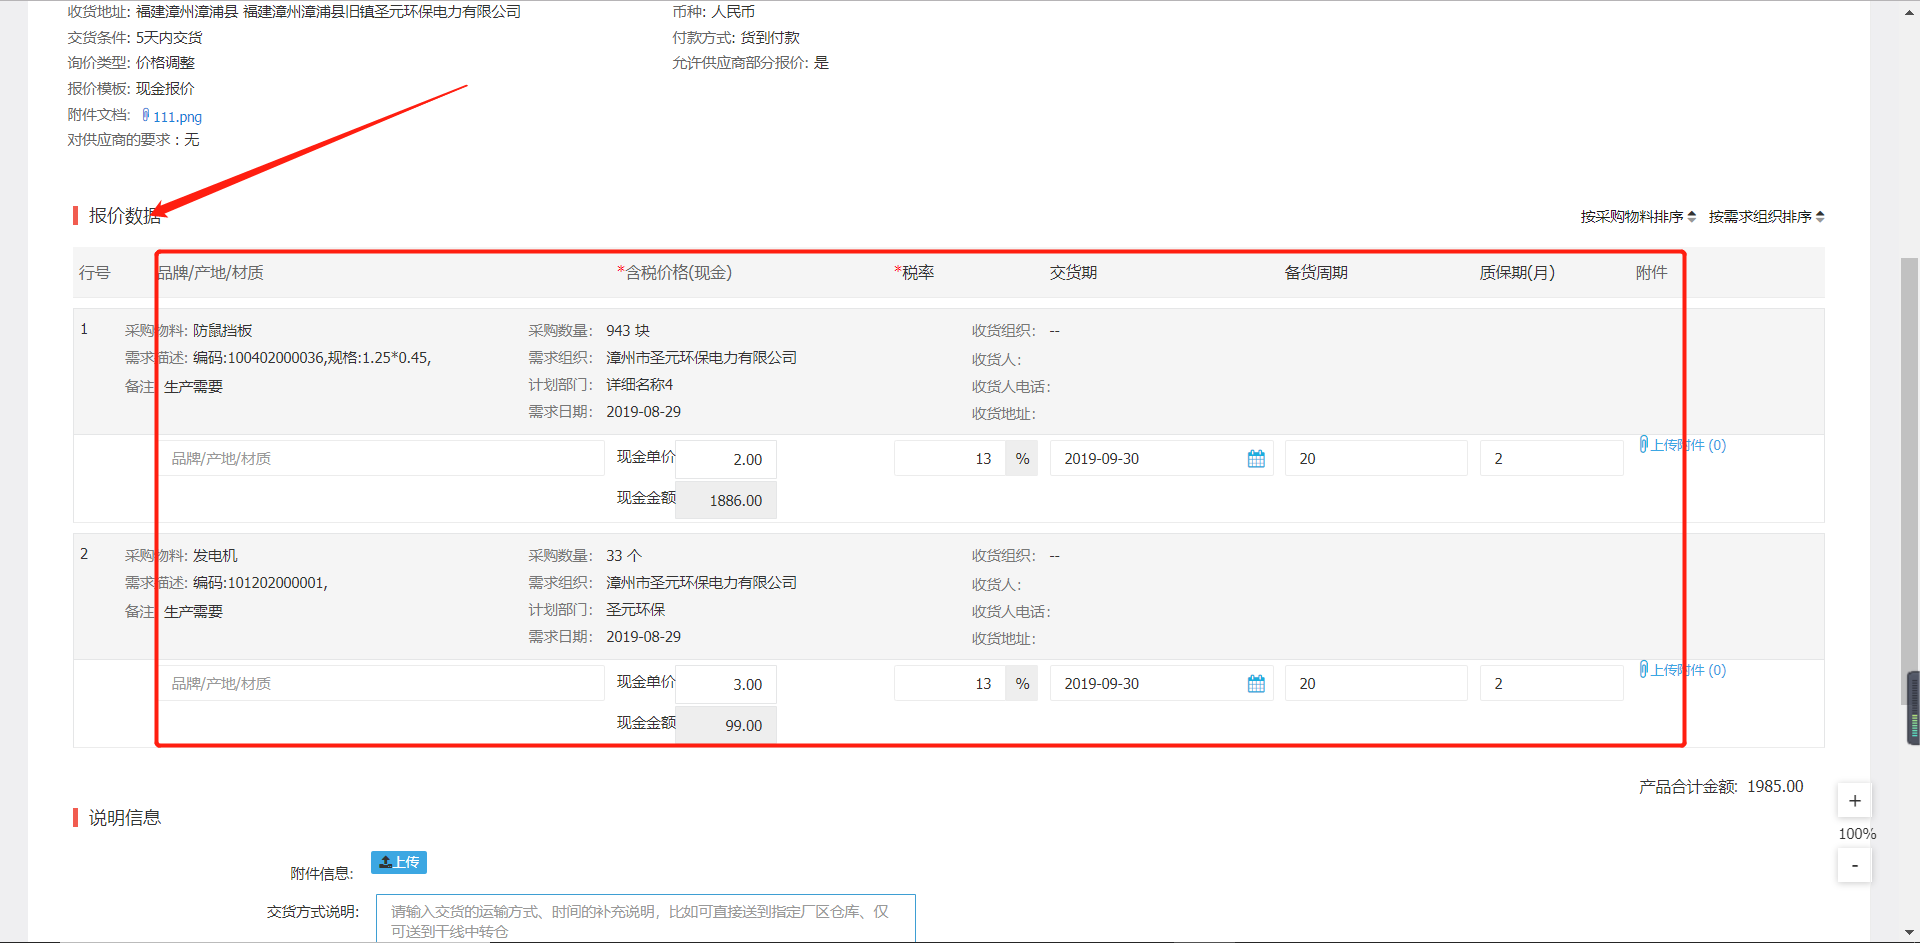 收货地址: 福建漳州漳浦县 福建漳州漳浦县旧镇圣元环保电力有限公司
币种: 人民币
交货条件: 5天内交货
付款方式: 货到付款
询价类型: 价格调整
允许供应商部分报价: 是
报价模板: 现金报价
附件文档: 111.png
对供应商的要求 : 无
报价数据
按采购物料排序 按需求组织排序
行号 品牌/产地/材质 *含税价格(现金) *税率 交货期 备货周期 质保期(月) 附件
1 采购物料: 防鼠挡板 采购数量: 943 块 收货组织: --
需求描述: 编码:100402000036,规格:1.25*0.45, 需求组织: 漳州市圣元环保电力有限公司 收货人:
备注: 生产需要 计划部门: 详细名称4 收货人电话:
需求日期: 2019-08-29 收货地址:
品牌/产地/材质 现金单价 2.00 13 % 2019-09-30 20 2 上传附件 (0)
现金金额 1886.00
2 采购物料: 发电机 采购数量: 33 个 收货组织: --
需求描述: 编码:101202000001, 需求组织: 漳州市圣元环保电力有限公司 收货人:
备注: 生产需要 计划部门: 圣元环保 收货人电话:
需求日期: 2019-08-29 收货地址:
品牌/产地/材质 现金单价 3.00 13 % 2019-09-30 20 2 上传附件 (0)
现金金额 99.00
产品合计金额: 1985.00
+
100%
-
说明信息
附件信息: 上传
交货方式说明: 请输入交货的运输方式、时间的补充说明，比如可直接送到指定厂区仓库、仅
可送到干线中转仓